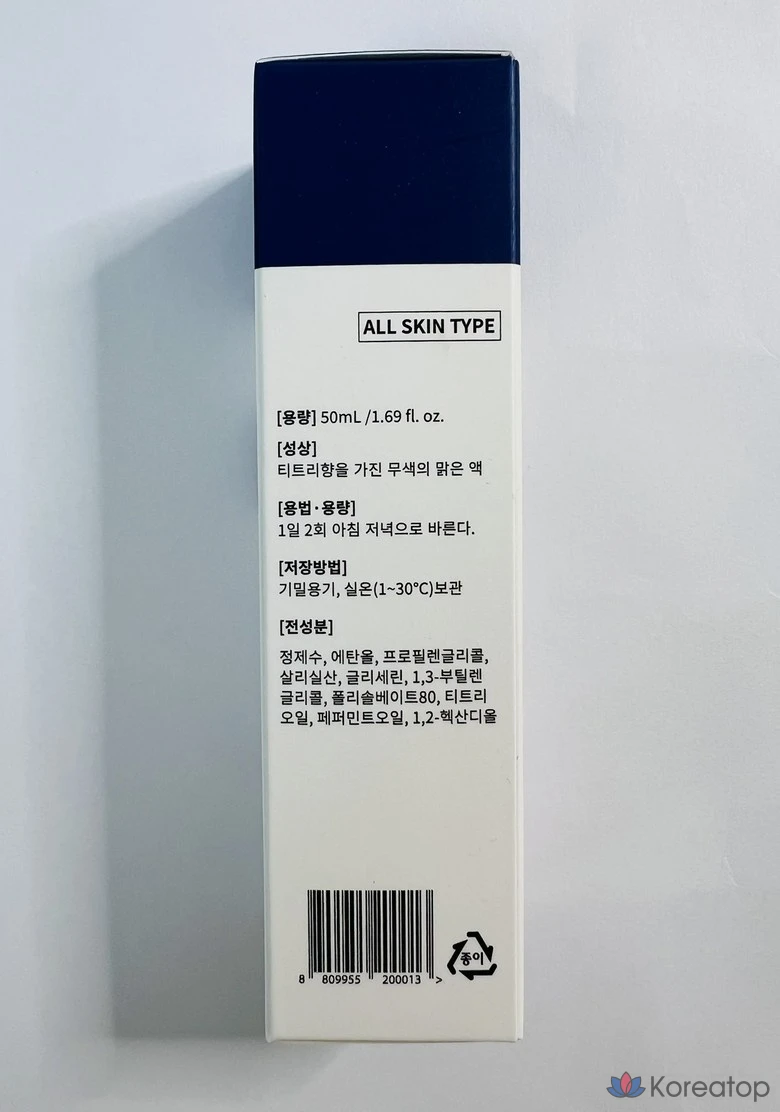 ALL SKIN TYPE
[용량] 50mL /1.69 fl. oz.
[성상]
티트리향을 가진 무색의 맑은 액
[용법·용량]
1일 2회 아침 저녁으로 바른다.
[저장방법]
기밀용기, 실온(1~30°C)보관
[전성분]
정제수, 에탄올, 프로필렌글리콜,
살리실산, 글리세린, 1,3-부틸렌
글리콜, 폴리솔베이트80, 티트리
오일, 페퍼민트오일, 1,2-헥산디올
종이
8 809955 200013 >
Koreatop